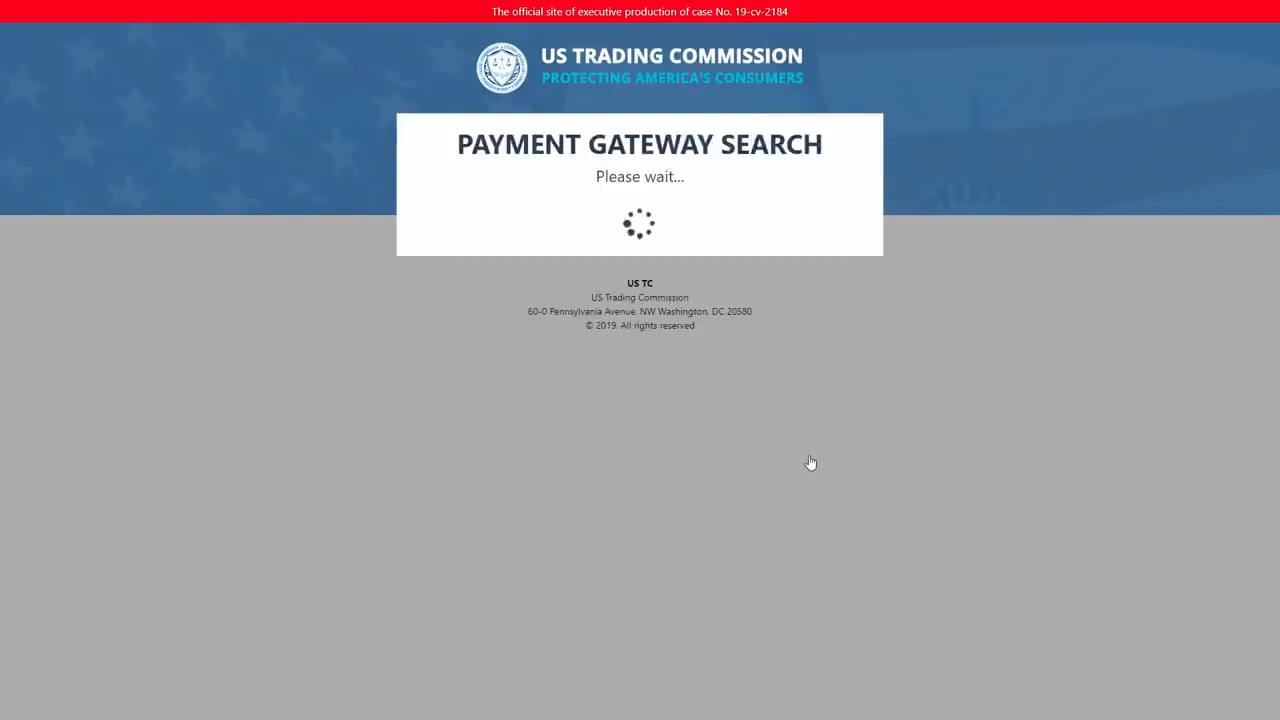 The official site of executive production of case No. 19-cv-2184
US TRADING COMMISSION
PROTECTING AMERICA'S CONSUMERS
PAYMENT GATEWAY SEARCH
Please wait...
US TC
US Trading Commission
60-0 Pennsylvania Avenue, NW Washington, DC 20580
© 2019. All rights reserved